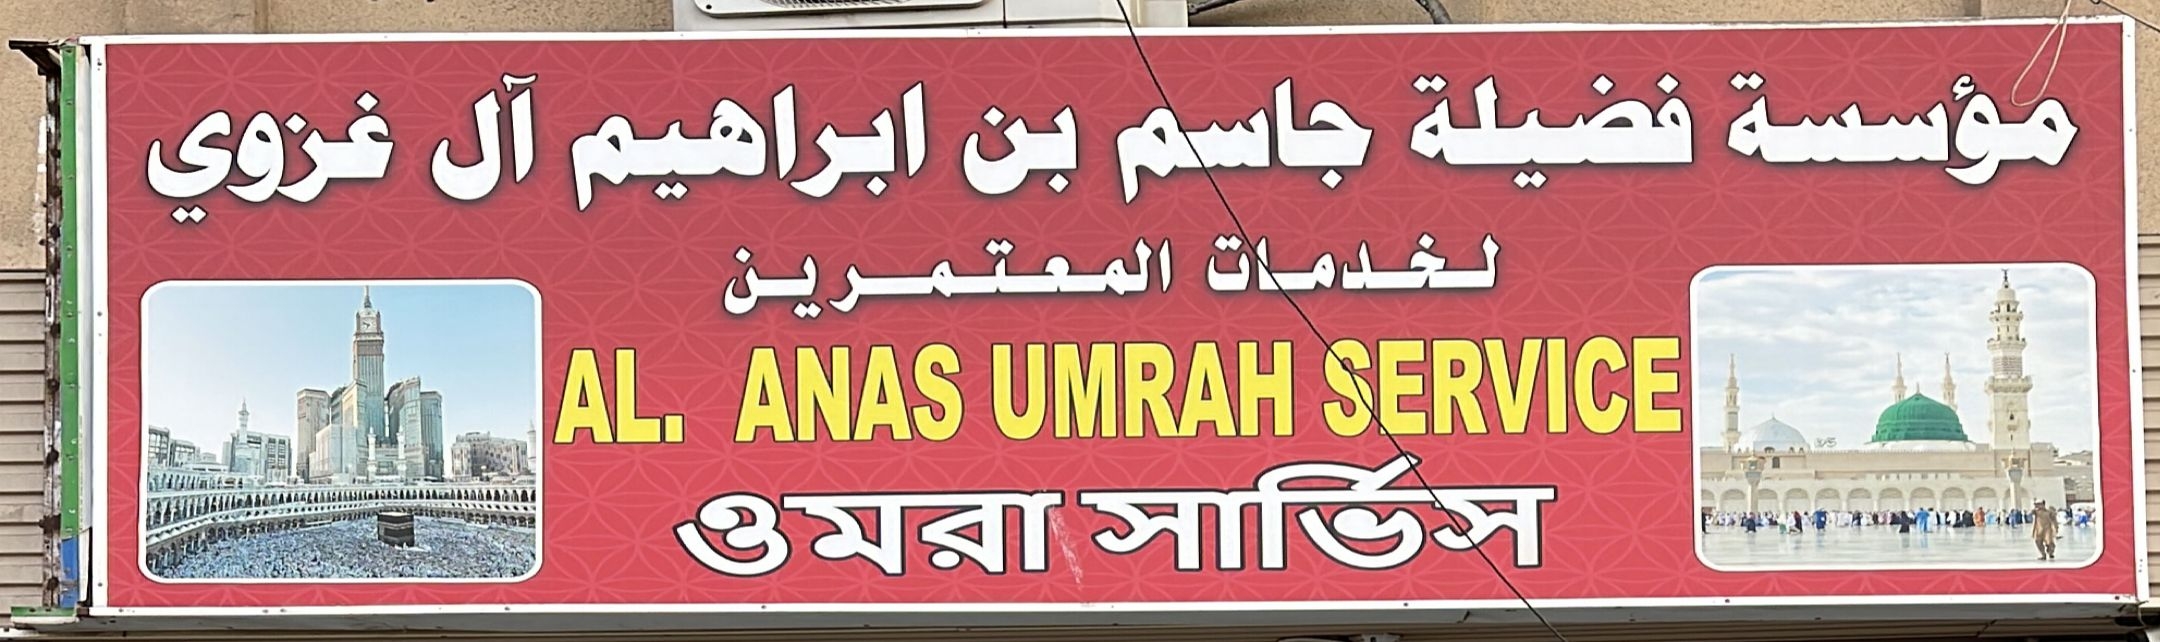 مؤسسة فضيلة جاسم بن ابراهيم آل غزوي
لخدمات المعتمرين
AL. ANAS UMRAH SERVICE
ওমরা সার্ভিস